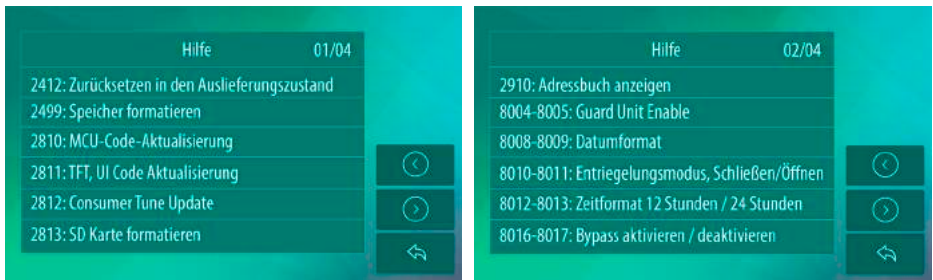 Hilfe 01/04
2412: Zurücksetzen in den Auslieferungszustand
2499: Speicher formatieren
2810: MCU-Code-Aktualisierung
2811: TFT, UI Code Aktualisierung
2812: Consumer Tune Update
2813: SD Karte formatieren
Hilfe 02/04
2910: Adressbuch anzeigen
8004-8005: Guard Unit Enable
8008-8009: Datumformat
8010-8011: Entriegelungsmodus, Schließen/Öffnen
8012-8013: Zeitformat 12 Stunden / 24 Stunden
8016-8017: Bypass aktivieren / deaktivieren